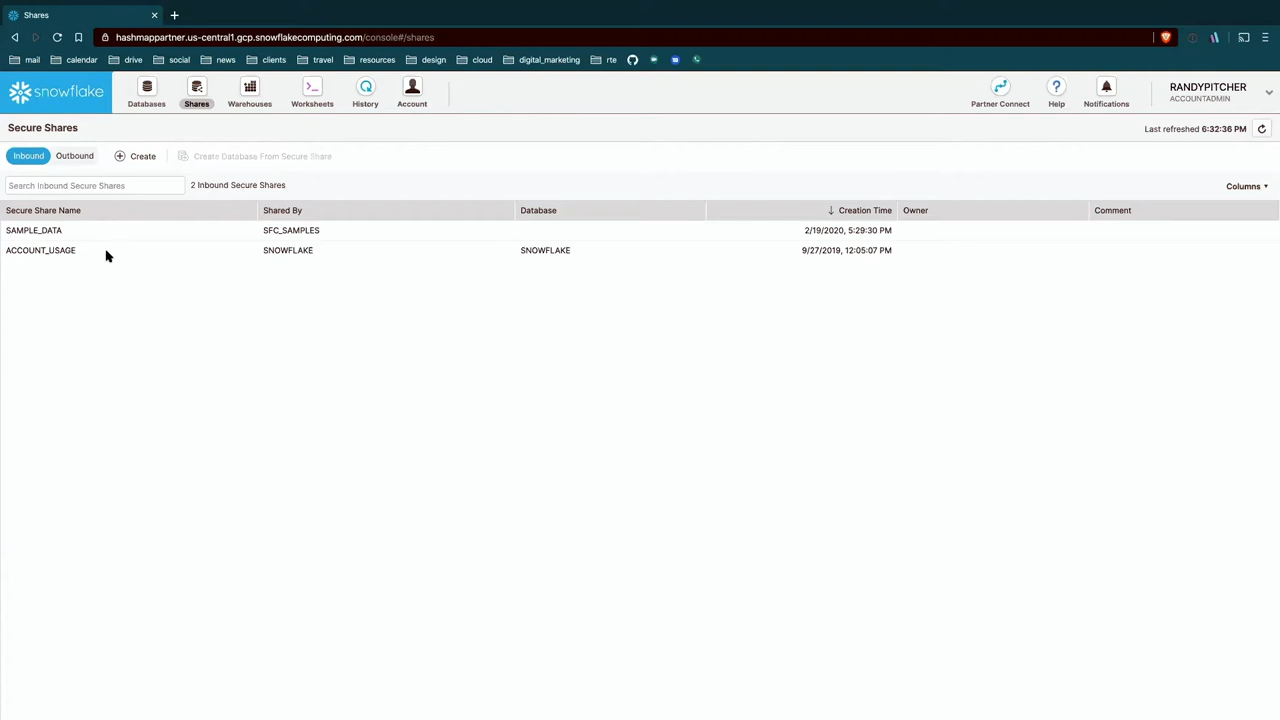 Shares
hashmappartner.us-central1.gcp.snowflakecomputing.com/console#/shares
mail calendar drive social news clients travel resources design cloud digital_marketing rte
snowflake
Databases Shares Warehouses Worksheets History Account Partner Connect Help Notifications
RANDYPITCHER
ACCOUNTADMIN
Secure Shares
Last refreshed 6:32:36 PM
Inbound Outbound Create Create Database From Secure Share
Search Inbound Secure Shares 2 Inbound Secure Shares Columns
Secure Share Name Shared By Database Creation Time Owner Comment
SAMPLE_DATA SFC_SAMPLES 2/19/2020, 5:29:30 PM
ACCOUNT_USAGE SNOWFLAKE SNOWFLAKE 9/27/2019, 12:05:07 PM